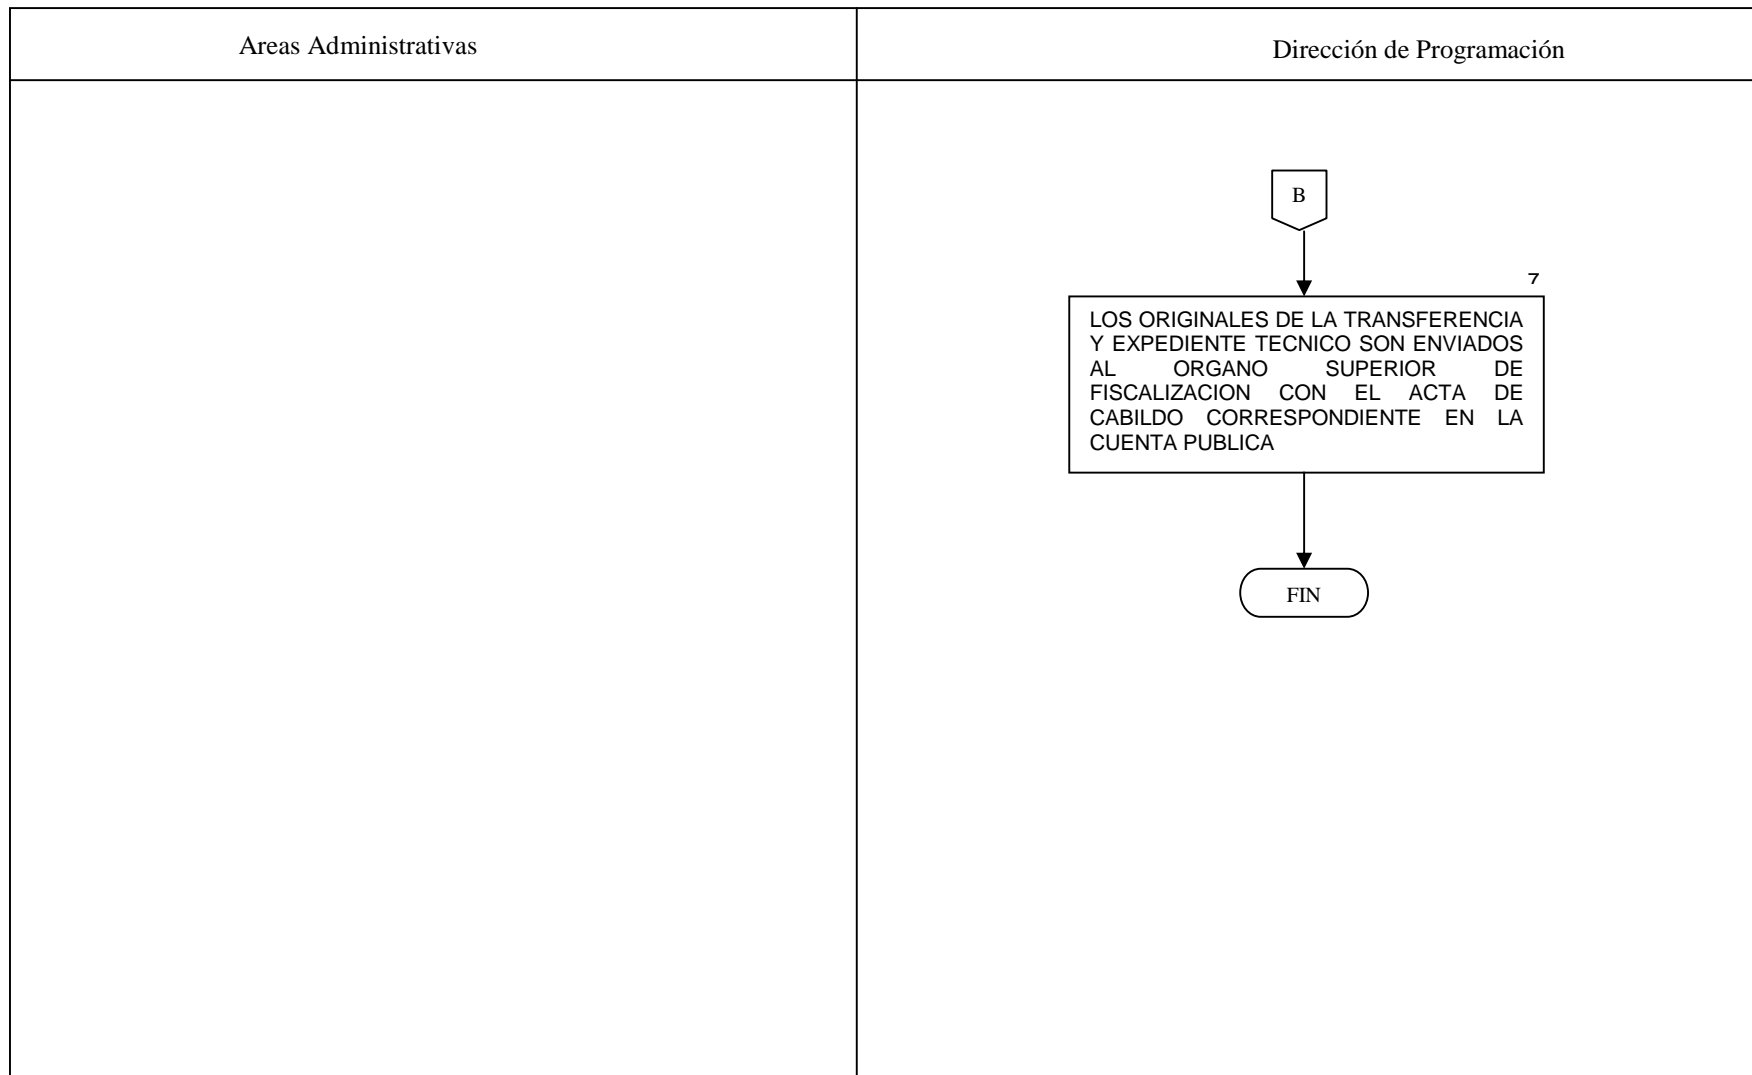 Areas Administrativas
Dirección de Programación
B
7
LOS ORIGINALES DE LA TRANSFERENCIA
Y EXPEDIENTE TECNICO SON ENVIADOS
AL ORGANO SUPERIOR DE
FISCALIZACION CON EL ACTA DE
CABILDO CORRESPONDIENTE EN LA
CUENTA PUBLICA
FIN